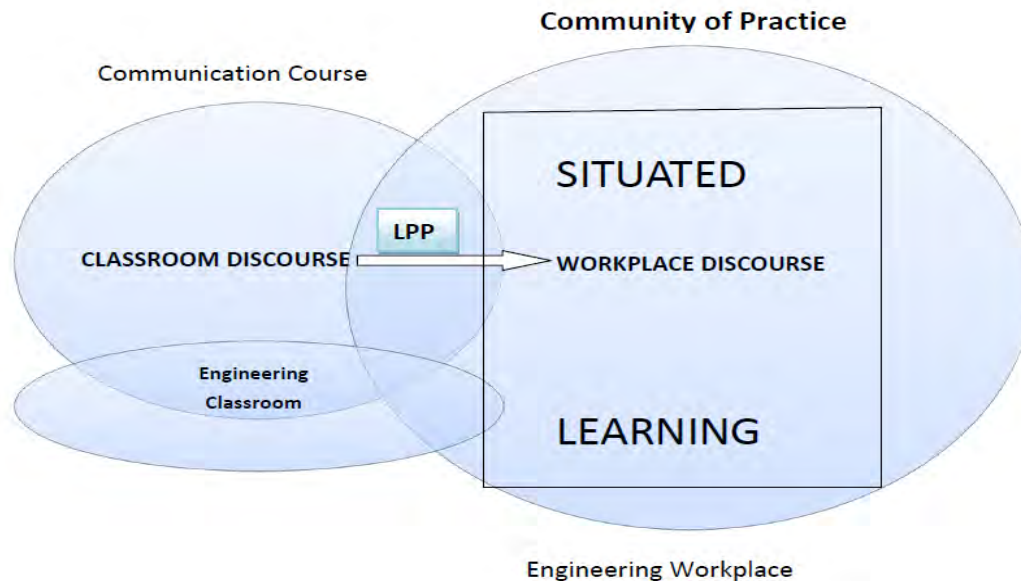 Community of Practice
Communication Course
SITUATED
LPP
CLASSROOM DISCOURSE
WORKPLACE DISCOURSE
Engineering
Classroom
LEARNING
Engineering Workplace